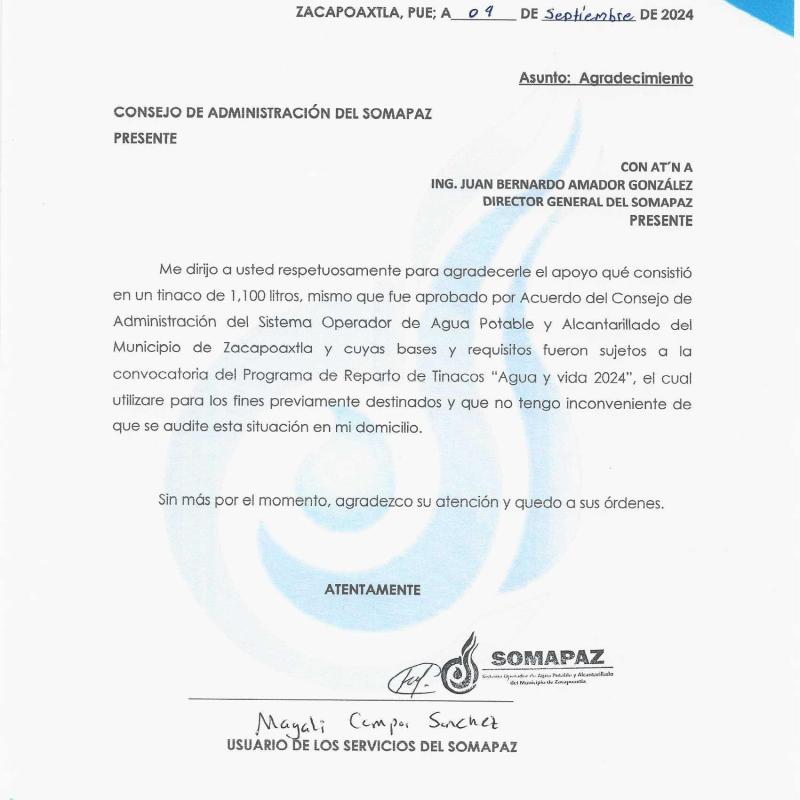 ZACAPOAXTLA, PUE; A 09 DE Septiembre DE 2024
Asunto: Agradecimiento
CONSEJO DE ADMINISTRACIÓN DEL SOMAPAZ
PRESENTE
CON AT´N A
ING. JUAN BERNARDO AMADOR GONZÁLEZ
DIRECTOR GENERAL DEL SOMAPAZ
PRESENTE
Me dirijo a usted respetuosamente para agradecerle el apoyo qué consistió
en un tinaco de 1,100 litros, mismo que fue aprobado por Acuerdo del Consejo de
Administración del Sistema Operador de Agua Potable y Alcantarillado del
Municipio de Zacapoaxtla y cuyas bases y requisitos fueron sujetos a la
convocatoria del Programa de Reparto de Tinacos “Agua y vida 2024”, el cual
utilizare para los fines previamente destinados y que no tengo inconveniente de
que se audite esta situación en mi domicilio.
Sin más por el momento, agradezco su atención y quedo a sus órdenes.
ATENTAMENTE
SOMAPAZ
Sistema Operador de Agua Potable y Alcantarillado
del Municipio de Zacapoaxtla
Magali Campos Sanchez
USUARIO DE LOS SERVICIOS DEL SOMAPAZ